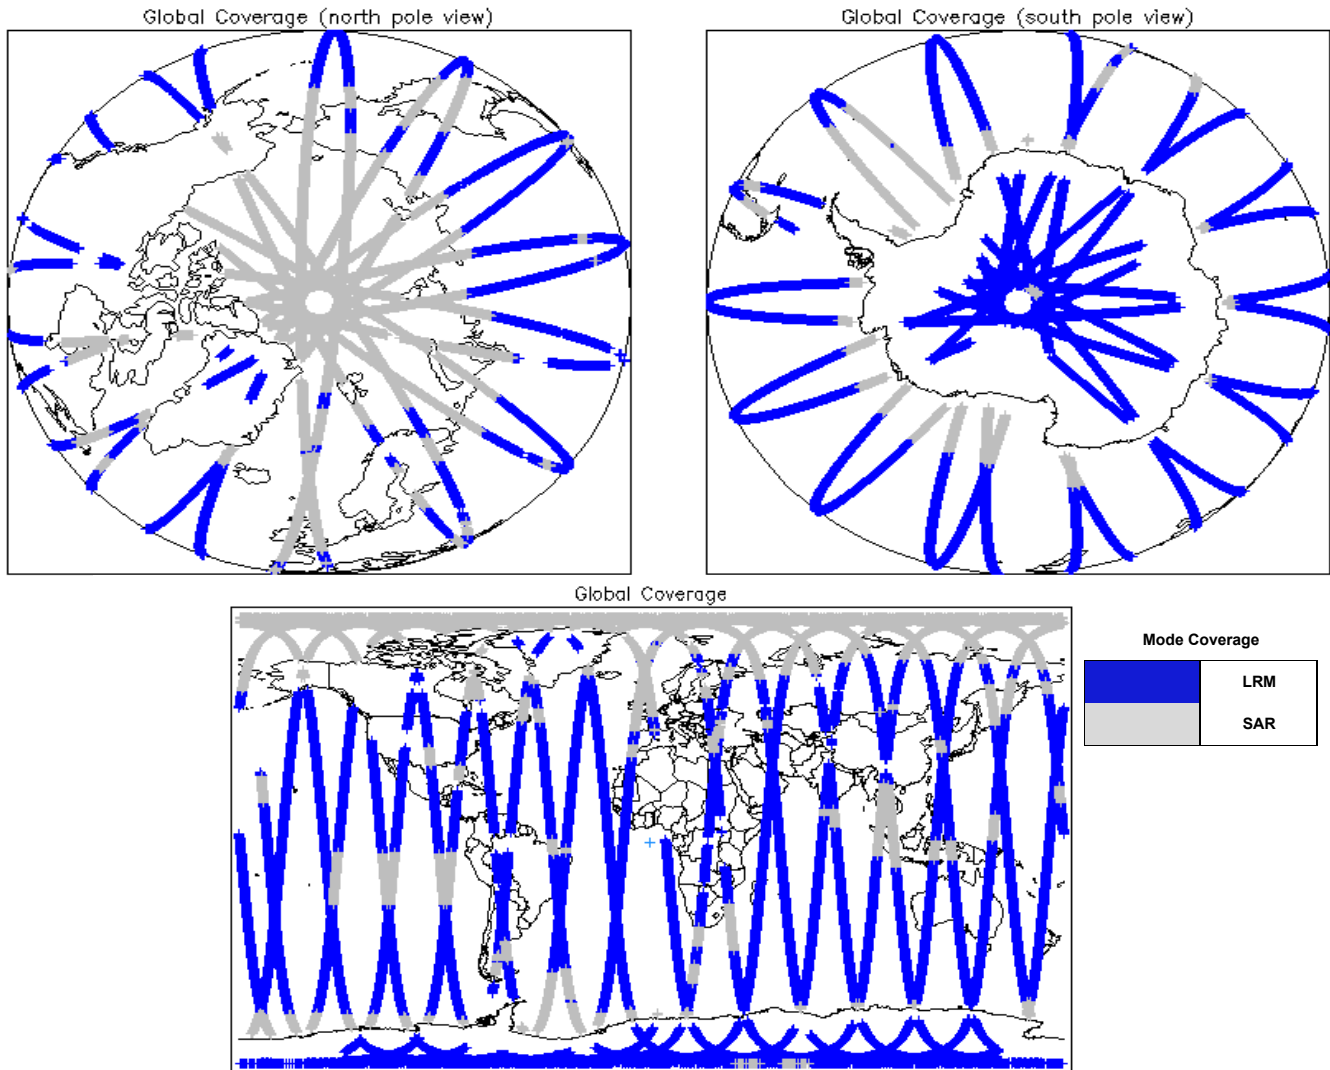 Global Coverage (north pole view)
Global Coverage (south pole view)
Global Coverage
Mode Coverage
LRM
SAR